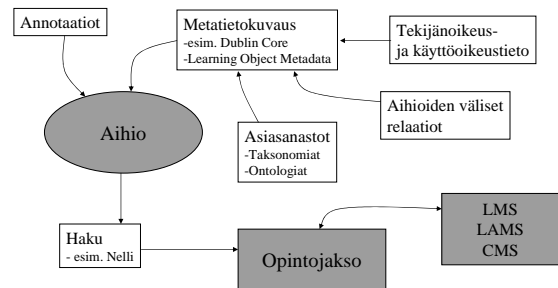 Annotaatiot
Metatietokuvaus
-esim. Dublin Core
-Learning Object Metadata
Tekijänoikeus-
ja käyttöoikeustieto
Aihio
Asiasanastot
-Taksonomiat
-Ontologiat
Aihioiden väliset
relaatiot
Haku
- esim. Nelli
Opintojakso
LMS
LAMS
CMS